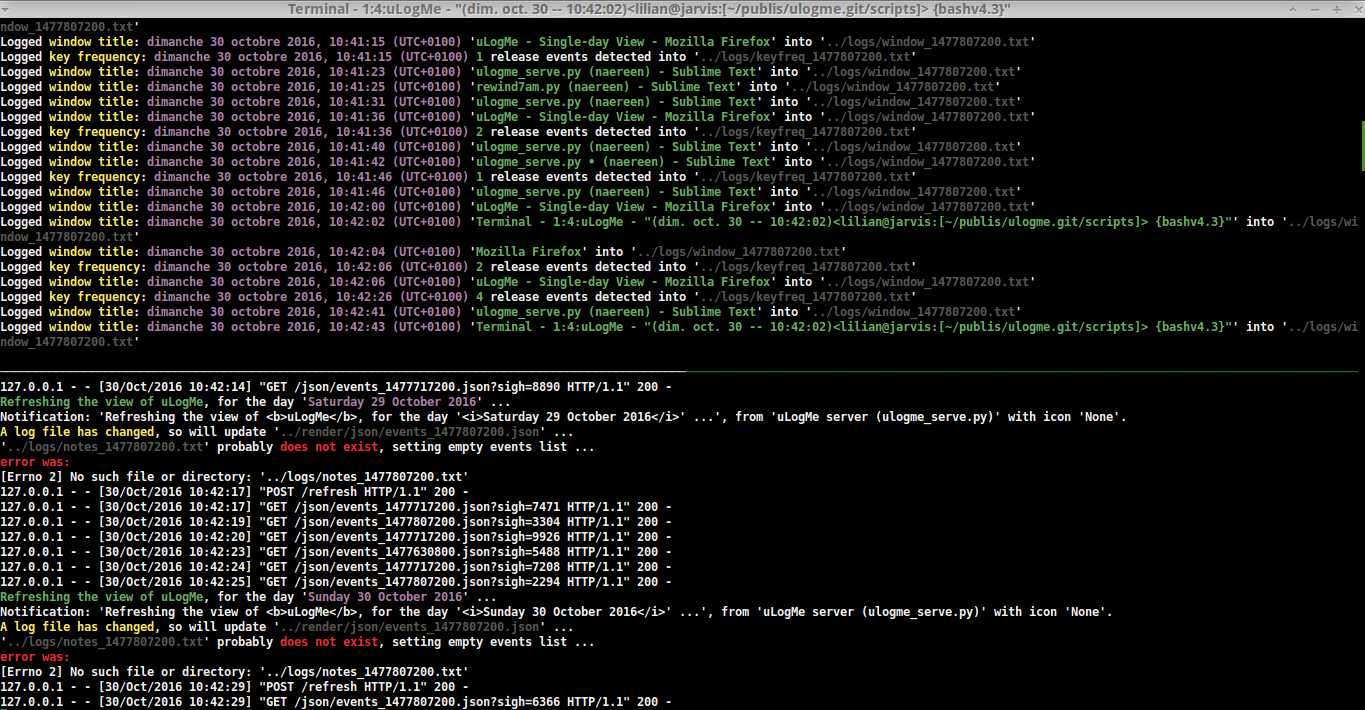 Terminal - 1:4:uLogMe - "(dim. oct. 30 -- 10:42:02)<lilian@jarvis:[~/publis/ulogme.git/scripts]> {bashv4.3}"
ndow_1477807200.txt'
Logged window title: dimanche 30 octobre 2016, 10:41:15 (UTC+0100) 'uLogMe - Single-day View - Mozilla Firefox' into '../logs/window_1477807200.txt'
Logged key frequency: dimanche 30 octobre 2016, 10:41:15 (UTC+0100) 1 release events detected into '../logs/keyfreq_1477807200.txt'
Logged window title: dimanche 30 octobre 2016, 10:41:23 (UTC+0100) 'ulogme_serve.py (naereen) - Sublime Text' into '../logs/window_1477807200.txt'
Logged window title: dimanche 30 octobre 2016, 10:41:25 (UTC+0100) 'rewind7am.py (naereen) - Sublime Text' into '../logs/window_1477807200.txt'
Logged window title: dimanche 30 octobre 2016, 10:41:31 (UTC+0100) 'ulogme_serve.py (naereen) - Sublime Text' into '../logs/window_1477807200.txt'
Logged window title: dimanche 30 octobre 2016, 10:41:36 (UTC+0100) 'uLogMe - Single-day View - Mozilla Firefox' into '../logs/window_1477807200.txt'
Logged key frequency: dimanche 30 octobre 2016, 10:41:36 (UTC+0100) 2 release events detected into '../logs/keyfreq_1477807200.txt'
Logged window title: dimanche 30 octobre 2016, 10:41:40 (UTC+0100) 'ulogme_serve.py (naereen) - Sublime Text' into '../logs/window_1477807200.txt'
Logged window title: dimanche 30 octobre 2016, 10:41:42 (UTC+0100) 'ulogme_serve.py • (naereen) - Sublime Text' into '../logs/window_1477807200.txt'
Logged key frequency: dimanche 30 octobre 2016, 10:41:46 (UTC+0100) 1 release events detected into '../logs/keyfreq_1477807200.txt'
Logged window title: dimanche 30 octobre 2016, 10:41:46 (UTC+0100) 'ulogme_serve.py (naereen) - Sublime Text' into '../logs/window_1477807200.txt'
Logged window title: dimanche 30 octobre 2016, 10:42:00 (UTC+0100) 'uLogMe - Single-day View - Mozilla Firefox' into '../logs/window_1477807200.txt'
Logged window title: dimanche 30 octobre 2016, 10:42:02 (UTC+0100) 'Terminal - 1:4:uLogMe - "(dim. oct. 30 -- 10:42:02)<lilian@jarvis:[~/publis/ulogme.git/scripts]> {bashv4.3}"' into '../logs/wi
ndow_1477807200.txt'
Logged window title: dimanche 30 octobre 2016, 10:42:04 (UTC+0100) 'Mozilla Firefox' into '../logs/window_1477807200.txt'
Logged key frequency: dimanche 30 octobre 2016, 10:42:06 (UTC+0100) 2 release events detected into '../logs/keyfreq_1477807200.txt'
Logged window title: dimanche 30 octobre 2016, 10:42:06 (UTC+0100) 'uLogMe - Single-day View - Mozilla Firefox' into '../logs/window_1477807200.txt'
Logged key frequency: dimanche 30 octobre 2016, 10:42:26 (UTC+0100) 4 release events detected into '../logs/keyfreq_1477807200.txt'
Logged window title: dimanche 30 octobre 2016, 10:42:41 (UTC+0100) 'ulogme_serve.py (naereen) - Sublime Text' into '../logs/window_1477807200.txt'
Logged window title: dimanche 30 octobre 2016, 10:42:43 (UTC+0100) 'Terminal - 1:4:uLogMe - "(dim. oct. 30 -- 10:42:02)<lilian@jarvis:[~/publis/ulogme.git/scripts]> {bashv4.3}"' into '../logs/wi
ndow_1477807200.txt'
127.0.0.1 - - [30/Oct/2016 10:42:14] "GET /json/events_1477717200.json?sigh=8890 HTTP/1.1" 200 -
Refreshing the view of uLogMe, for the day 'Saturday 29 October 2016' ...
Notification: 'Refreshing the view of <b>uLogMe</b>, for the day '<i>Saturday 29 October 2016</i>' ...', from 'uLogMe server (ulogme_serve.py)' with icon 'None'.
A log file has changed, so will update '../render/json/events_1477807200.json' ...
'../logs/notes_1477807200.txt' probably does not exist, setting empty events list ...
error was:
[Errno 2] No such file or directory: '../logs/notes_1477807200.txt'
127.0.0.1 - - [30/Oct/2016 10:42:17] "POST /refresh HTTP/1.1" 200 -
127.0.0.1 - - [30/Oct/2016 10:42:17] "GET /json/events_1477717200.json?sigh=7471 HTTP/1.1" 200 -
127.0.0.1 - - [30/Oct/2016 10:42:19] "GET /json/events_1477807200.json?sigh=3304 HTTP/1.1" 200 -
127.0.0.1 - - [30/Oct/2016 10:42:20] "GET /json/events_1477717200.json?sigh=9926 HTTP/1.1" 200 -
127.0.0.1 - - [30/Oct/2016 10:42:23] "GET /json/events_1477630800.json?sigh=5488 HTTP/1.1" 200 -
127.0.0.1 - - [30/Oct/2016 10:42:24] "GET /json/events_1477717200.json?sigh=7208 HTTP/1.1" 200 -
127.0.0.1 - - [30/Oct/2016 10:42:25] "GET /json/events_1477807200.json?sigh=2294 HTTP/1.1" 200 -
Refreshing the view of uLogMe, for the day 'Sunday 30 October 2016' ...
Notification: 'Refreshing the view of <b>uLogMe</b>, for the day '<i>Sunday 30 October 2016</i>' ...', from 'uLogMe server (ulogme_serve.py)' with icon 'None'.
A log file has changed, so will update '../render/json/events_1477807200.json' ...
'../logs/notes_1477807200.txt' probably does not exist, setting empty events list ...
error was:
[Errno 2] No such file or directory: '../logs/notes_1477807200.txt'
127.0.0.1 - - [30/Oct/2016 10:42:29] "POST /refresh HTTP/1.1" 200 -
127.0.0.1 - - [30/Oct/2016 10:42:29] "GET /json/events_1477807200.json?sigh=6366 HTTP/1.1" 200 -